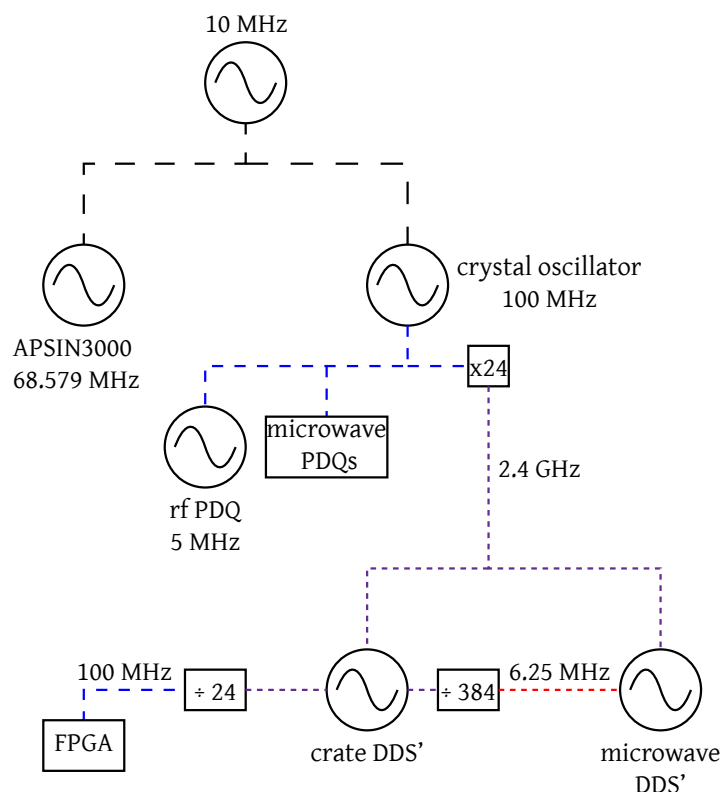 10 MHz
crystal oscillator
100 MHz
APSIN3000
68.579 MHz
x24
microwave
PDQs
rf PDQ
5 MHz
2.4 GHz
100 MHz
÷ 24
÷ 384
6.25 MHz
FPGA
crate DDS'
microwave
DDS'